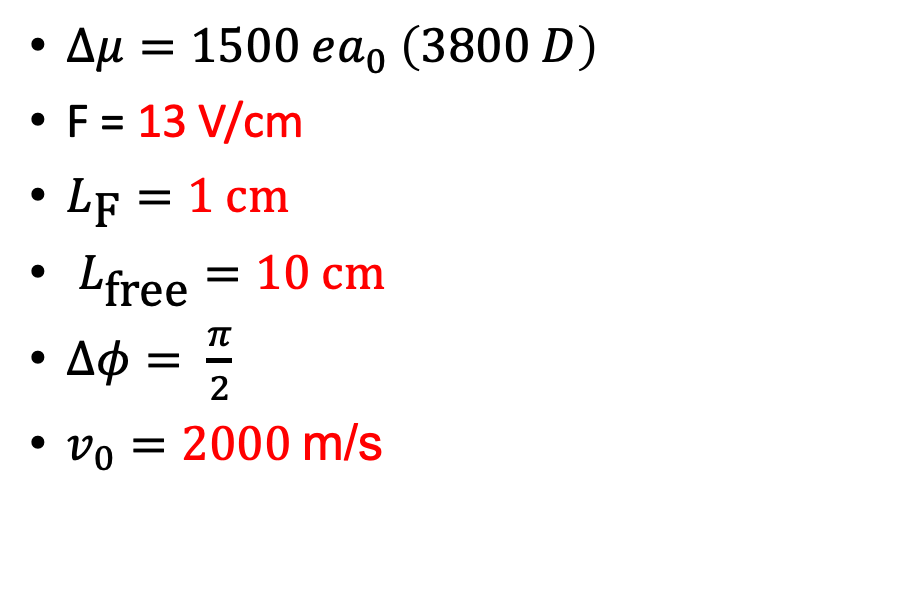 • Δμ = 1500 ea₀ (3800 D)
• F = 13 V/cm
• L_F = 1 cm
• L_free = 10 cm
• Δϕ = π/2
• v₀ = 2000 m/s